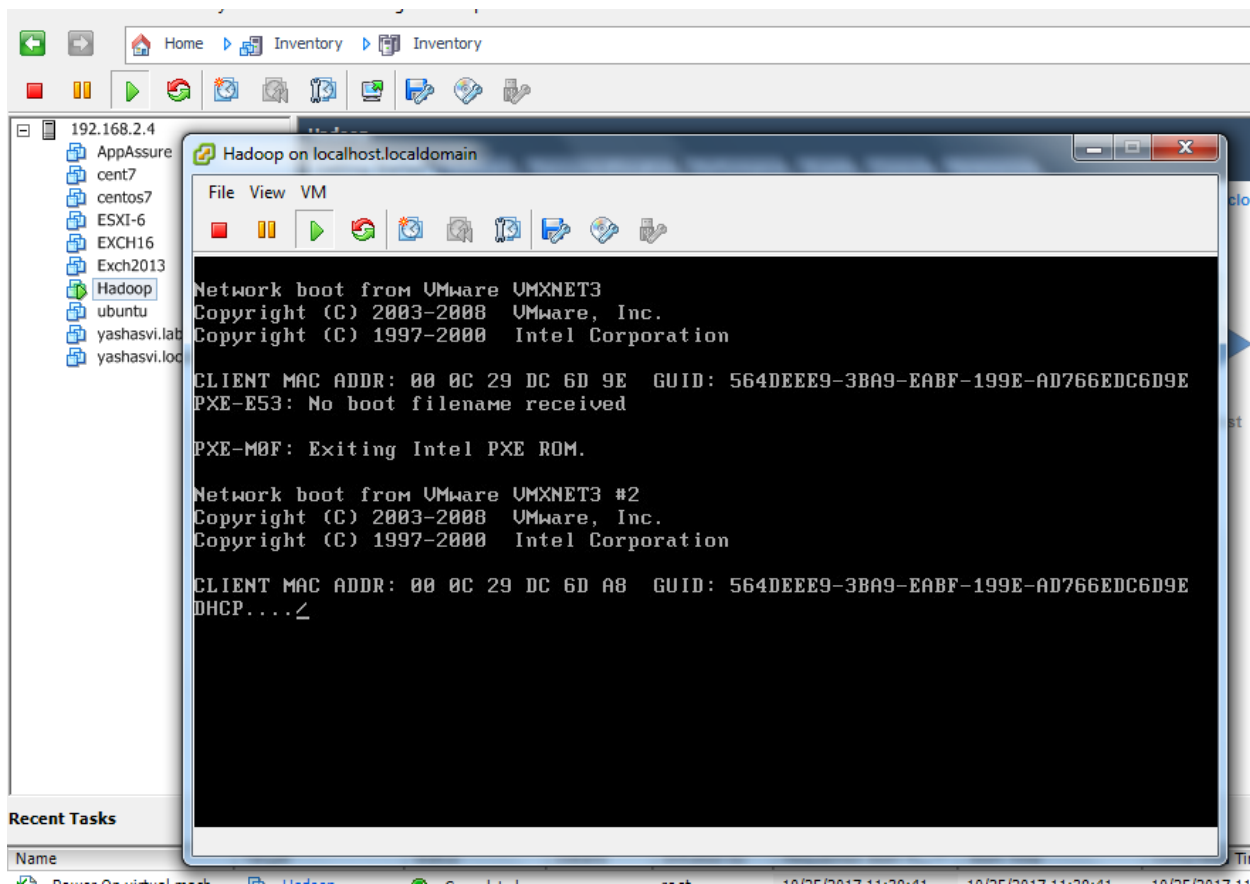 Home Inventory Inventory
192.168.2.4
AppAssure
cent7
centos7
ESXI-6
EXCH16
Exch2013
Hadoop
ubuntu
yashasvi.lab
yashasvi.loc
Hadoop on localhost.localdomain
File View VM
Network boot from VMware VMXNET3
Copyright (C) 2003-2008 VMware, Inc.
Copyright (C) 1997-2000 Intel Corporation
CLIENT MAC ADDR: 00 0C 29 DC 6D 9E GUID: 564DEEE9-3BA9-EABF-199E-AD766EDC6D9E
PXE-E53: No boot filename received
PXE-M0F: Exiting Intel PXE ROM.
Network boot from VMware VMXNET3 #2
Copyright (C) 2003-2008 VMware, Inc.
Copyright (C) 1997-2000 Intel Corporation
CLIENT MAC ADDR: 00 0C 29 DC 6D A8 GUID: 564DEEE9-3BA9-EABF-199E-AD766EDC6D9E
DHCP..../
Recent Tasks
Name